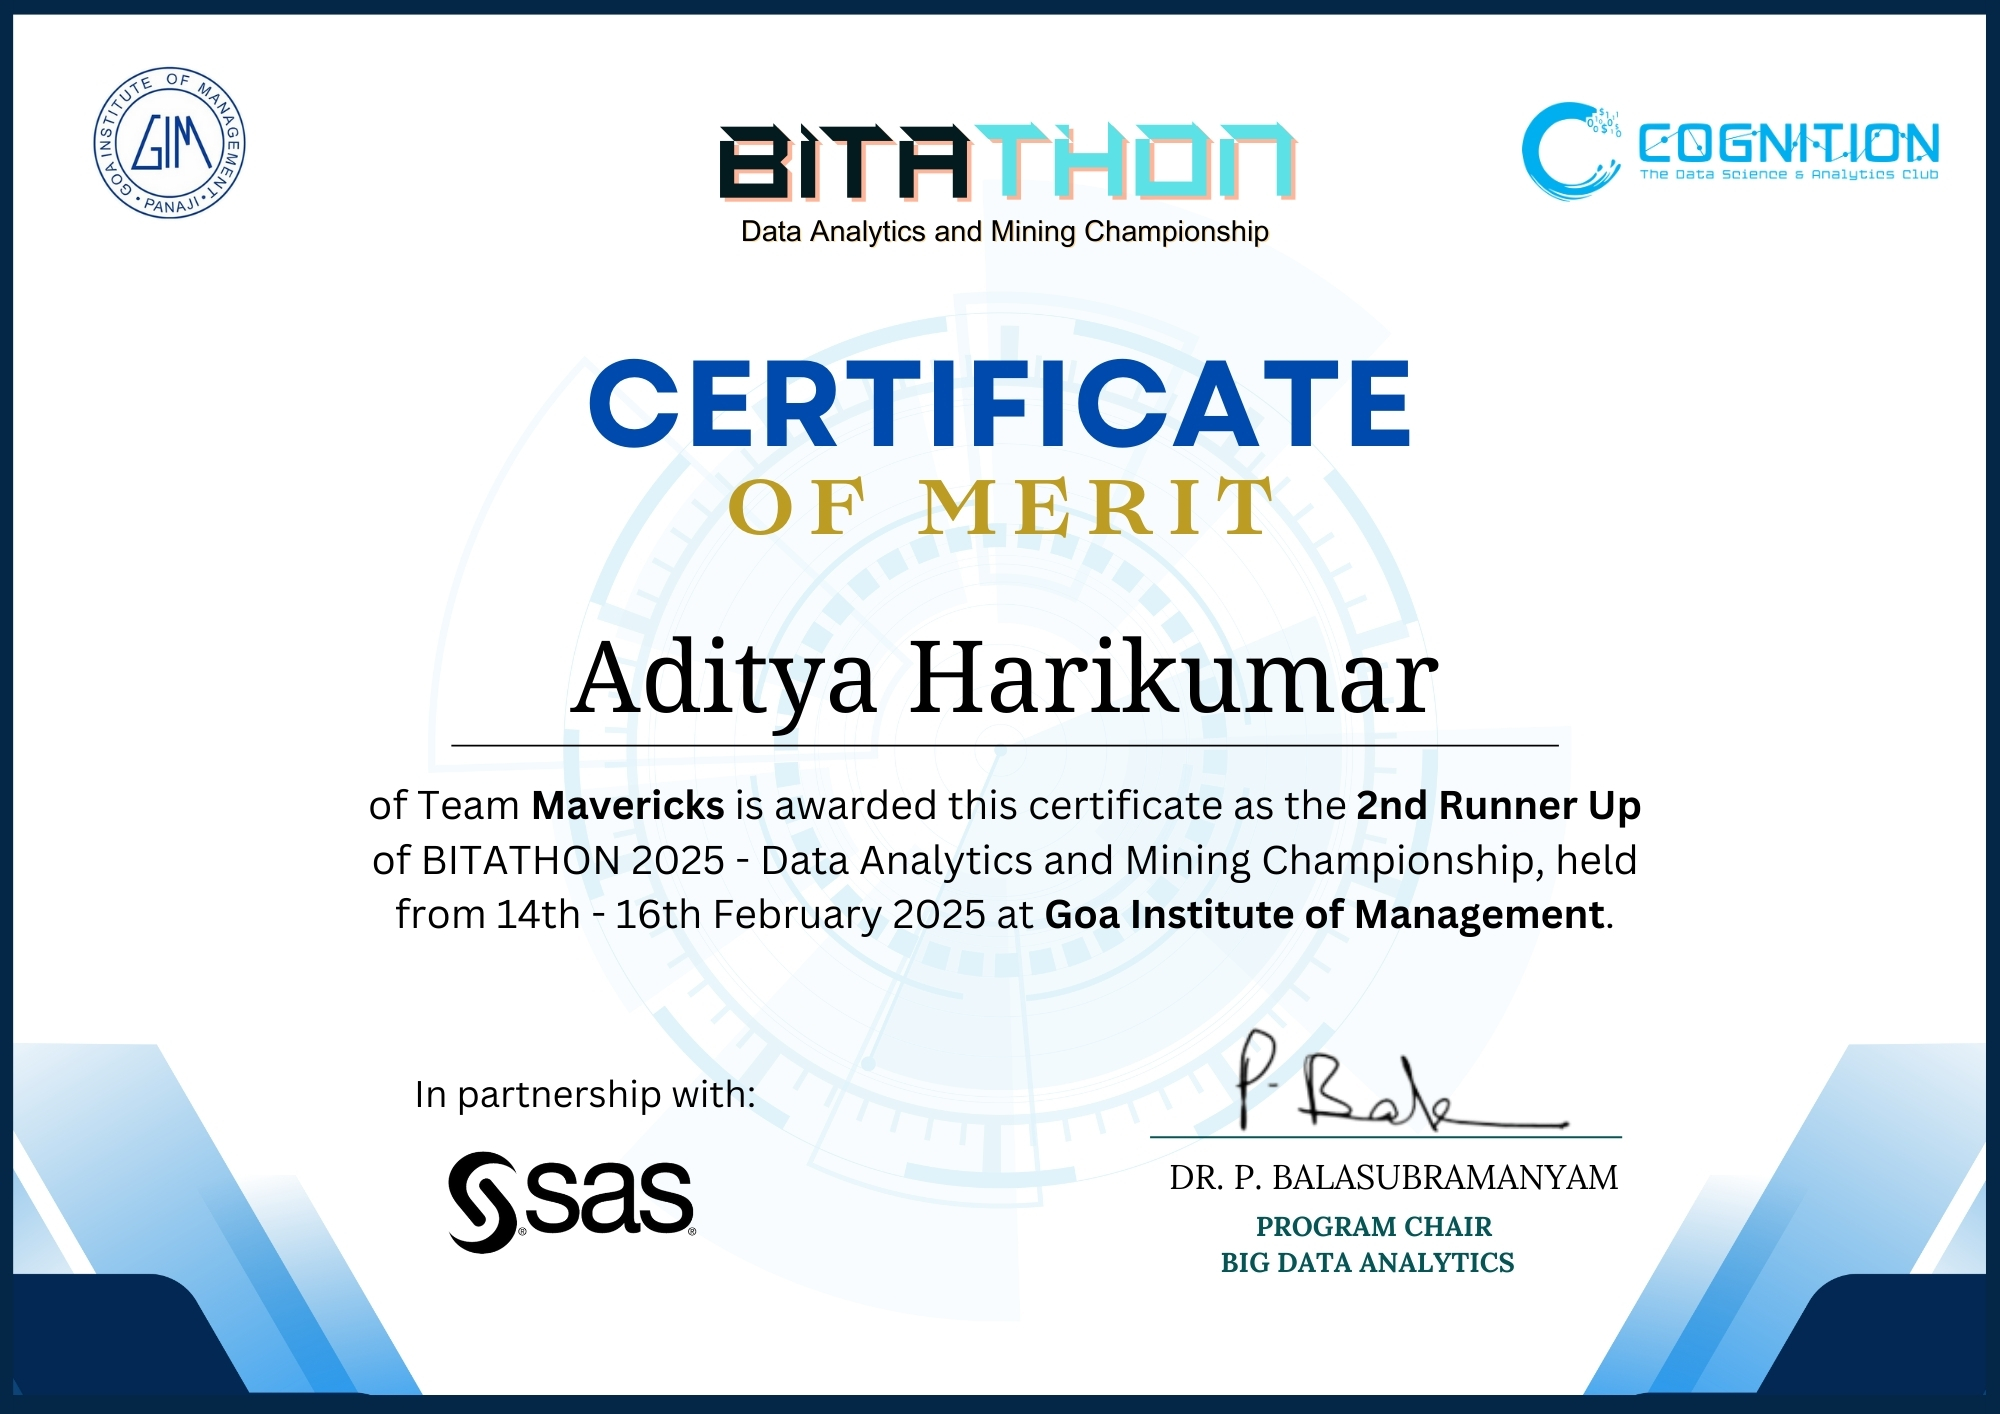 GOA INSTITUTE OF MANAGEMENT
GIM
• PANAJI •
BITATHON
Data Analytics and Mining Championship
COGNITION
The Data Science & Analytics Club
CERTIFICATE
OF MERIT
Aditya Harikumar
of Team Mavericks is awarded this certificate as the 2nd Runner Up
of BITATHON 2025 - Data Analytics and Mining Championship, held
from 14th - 16th February 2025 at Goa Institute of Management.
In partnership with:
sas
P. Bala
DR. P. BALASUBRAMANYAM
PROGRAM CHAIR
BIG DATA ANALYTICS